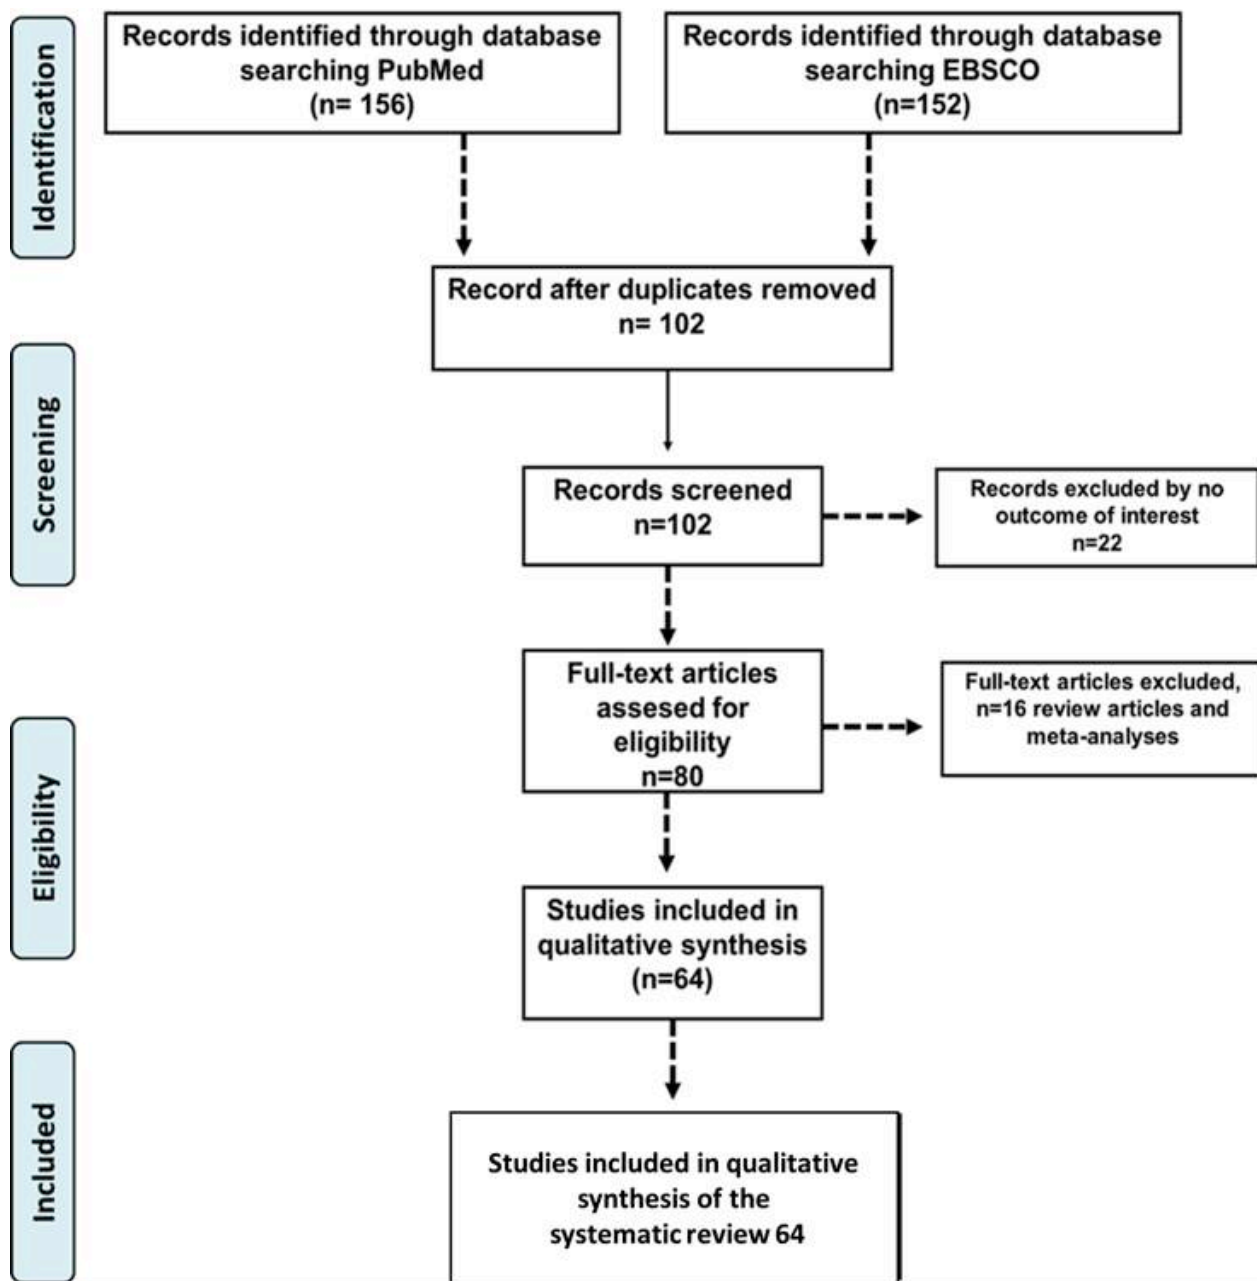 Identification
Records identified through database
searching PubMed
(n= 156)
Records identified through database
searching EBSCO
(n=152)
Record after duplicates removed
n= 102
Screening
Records screened
n=102
Records excluded by no
outcome of interest
n=22
Eligibility
Full-text articles
assesed for
eligibility
n=80
Full-text articles excluded,
n=16 review articles and
meta-analyses
Studies included in
qualitative synthesis
(n=64)
Included
Studies included in qualitative
synthesis of the
systematic review 64